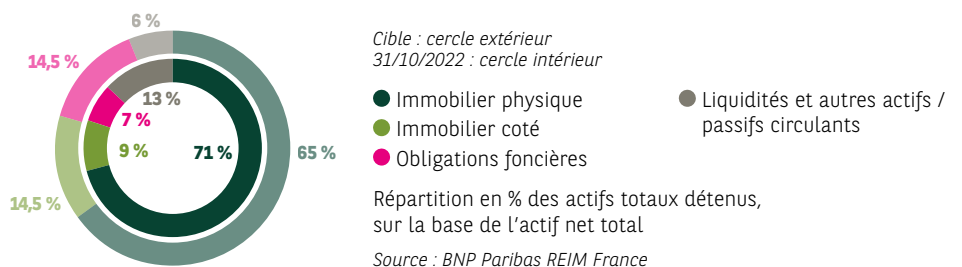 6 %
14,5 %
13 %
7 %
9 %
71 %
65 %
14,5 %
Cible : cercle extérieur
31/10/2022 : cercle intérieur
Immobilier physique
Immobilier coté
Obligations foncières
Liquidités et autres actifs /
passifs circulants
Répartition en % des actifs totaux détenus,
sur la base de l’actif net total
Source : BNP Paribas REIM France